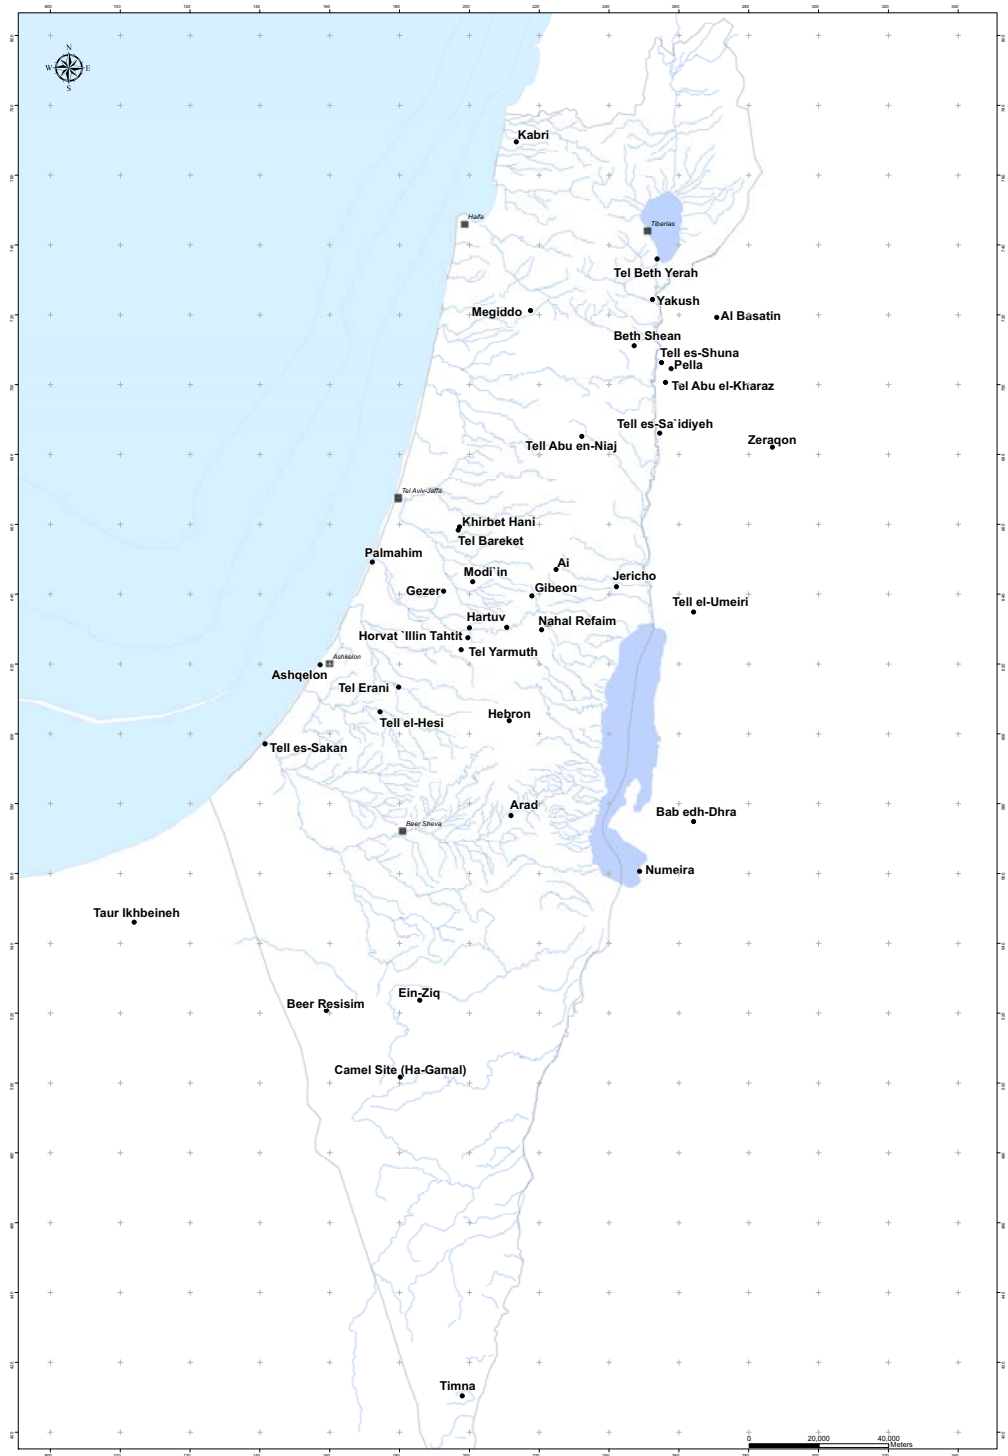 N
W E
S
Kabri
Haifa
Tiberias
Tel Beth Yerah
Yakush
Megiddo
Al Basatin
Beth Shean
Tell es-Shuna
Pella
Tel Abu el-Kharaz
Tell es-Sa`idiyeh
Zeraqon
Tell Abu en-Niaj
Tel Aviv-Jaffa
Khirbet Hani
Tel Bareket
Palmahim
Ai
Modi`in
Jericho
Gezer
Gibeon
Tell el-Umeiri
Hartuv
Nahal Refaim
Horvat `Illin Tahtit
Tel Yarmuth
Ashkelon
Ashqelon
Tel Erani
Hebron
Tell el-Hesi
Tell es-Sakan
Arad
Bab edh-Dhra
Beer Sheva
Numeira
Taur Ikhbeineh
Ein-Ziq
Beer Resisim
Camel Site (Ha-Gamal)
Timna
0 20,000 40,000
Meters